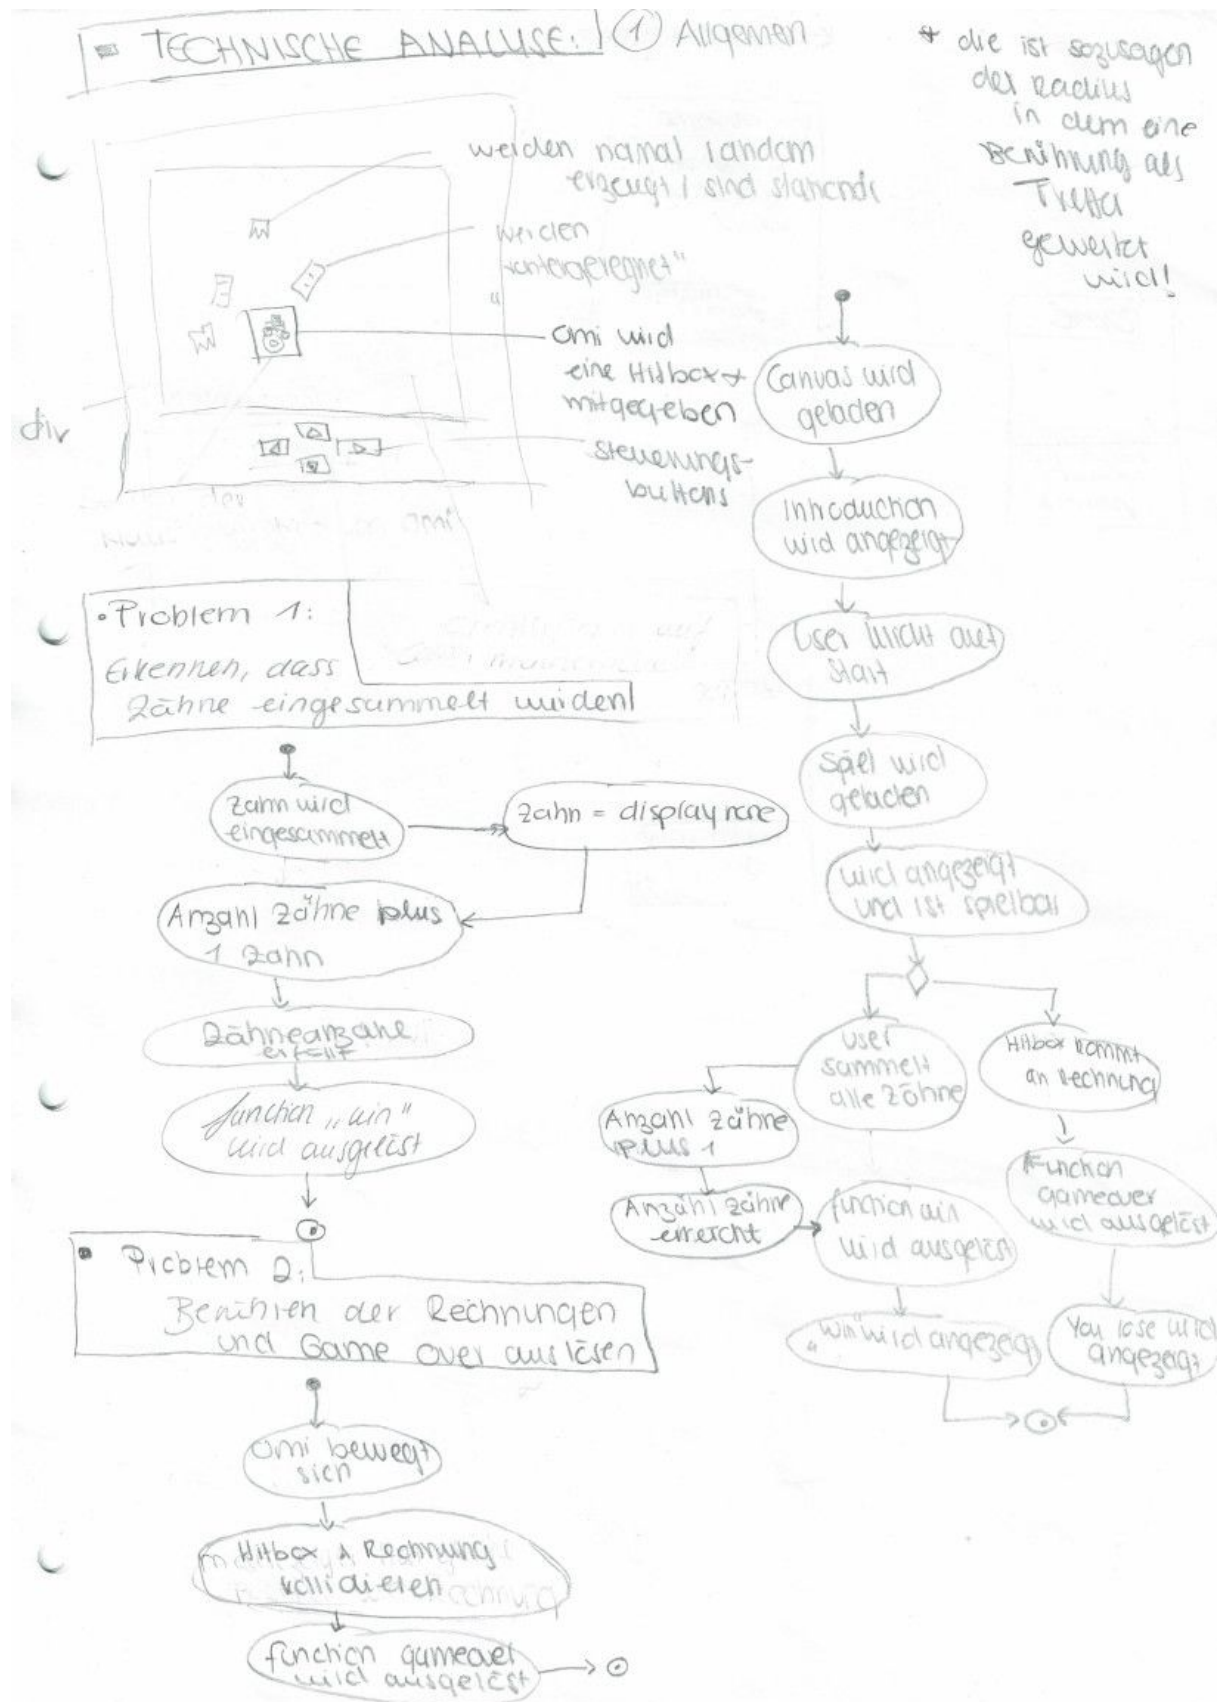 TECHNISCHE ANALYSE:
1 Allgemein
* die ist sozusagen
der Radius
in dem eine
Berührung als
Treffer
gewertet
wird!
werden random
erzeugt / sind
werden
"
omi wird
eine Hitbox *
mitgegeben
Steuerungs-
buttons
div
der
omi
• Problem 1:
Erkennen, dass
Zähne eingesammelt wurden!
Zahn wird
eingesammelt
Zahn = display none
Anzahl Zähne plus
1 Zahn
Zähneanzahl
erfüllt
function „win"
wird ausgelöst
• Problem 2:
Berühren der Rechnungen
und Game over auslösen
omi bewegt
sich
Hitbox & Rechnung
kollidieren
function gameover
wird ausgelöst
Canvas wird
geladen
Introduction
wird angezeigt
User klickt auf
Start
Spiel wird
geladen
wird angezeigt
und ist spielbar
User
sammelt
alle Zähne
Hitbox kommt
an Rechnung
Anzahl Zähne
plus 1
Anzahl Zähne
erreicht
function win
wird ausgelöst
Function
gameover
wird ausgelöst
„Win" wird angezeigt
You lose wird
angezeigt